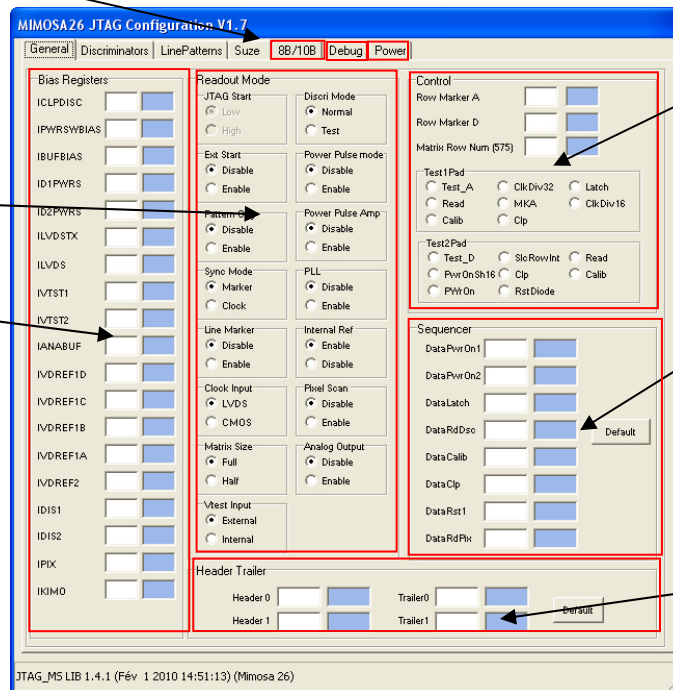 MIMOSA26 JTAG Configuration V1.7
General Discriminators LinePatterns Suze 8B/10B Debug Power
Bias Registers
ICLPDISC
IPWRSWBIAS
IBUFBIAS
ID1PWRS
ID2PWRS
ILVDSTX
ILVDS
IVTST1
IVTST2
IANABUF
IVDREF1D
IVDREF1C
IVDREF1B
IVDREF1A
IVDREF2
IDIS1
IDIS2
IPIX
IKIMO
Readout Mode
JTAG Start
Low
High
Ext Start
Disable
Enable
Pattern
Disable
Enable
Sync Mode
Marker
Clock
Line Marker
Disable
Enable
Clock Input
LVDS
CMOS
Matrix Size
Full
Half
Vtest Input
External
Internal
Discri Mode
Normal
Test
Power Pulse mode
Disable
Enable
Power Pulse Amp
Disable
Enable
PLL
Disable
Enable
Internal Ref
Enable
Disable
Pixel Scan
Disable
Enable
Analog Output
Disable
Enable
Control
Row Marker A
Row Marker D
Matrix Row Num (575)
Test1Pad
Test_A ClkDiv32 Latch
Read MKA ClkDiv16
Calib Clp
Test2Pad
Test_D SlcRowInt Read
PwrOnSh16 Clp Calib
PWrOn RstDiode
Sequencer
DataPwrOn1
DataPwrOn2
DataLatch
DataRdDsc
DataCalib
DataClp
DataRst1
DataRdPix
Default
Header Trailer
Header 0 Trailer0
Header 1 Trailer1
Default
JTAG_MS LIB 1.4.1 (Fév 1 2010 14:51:13) (Mimosa 26)